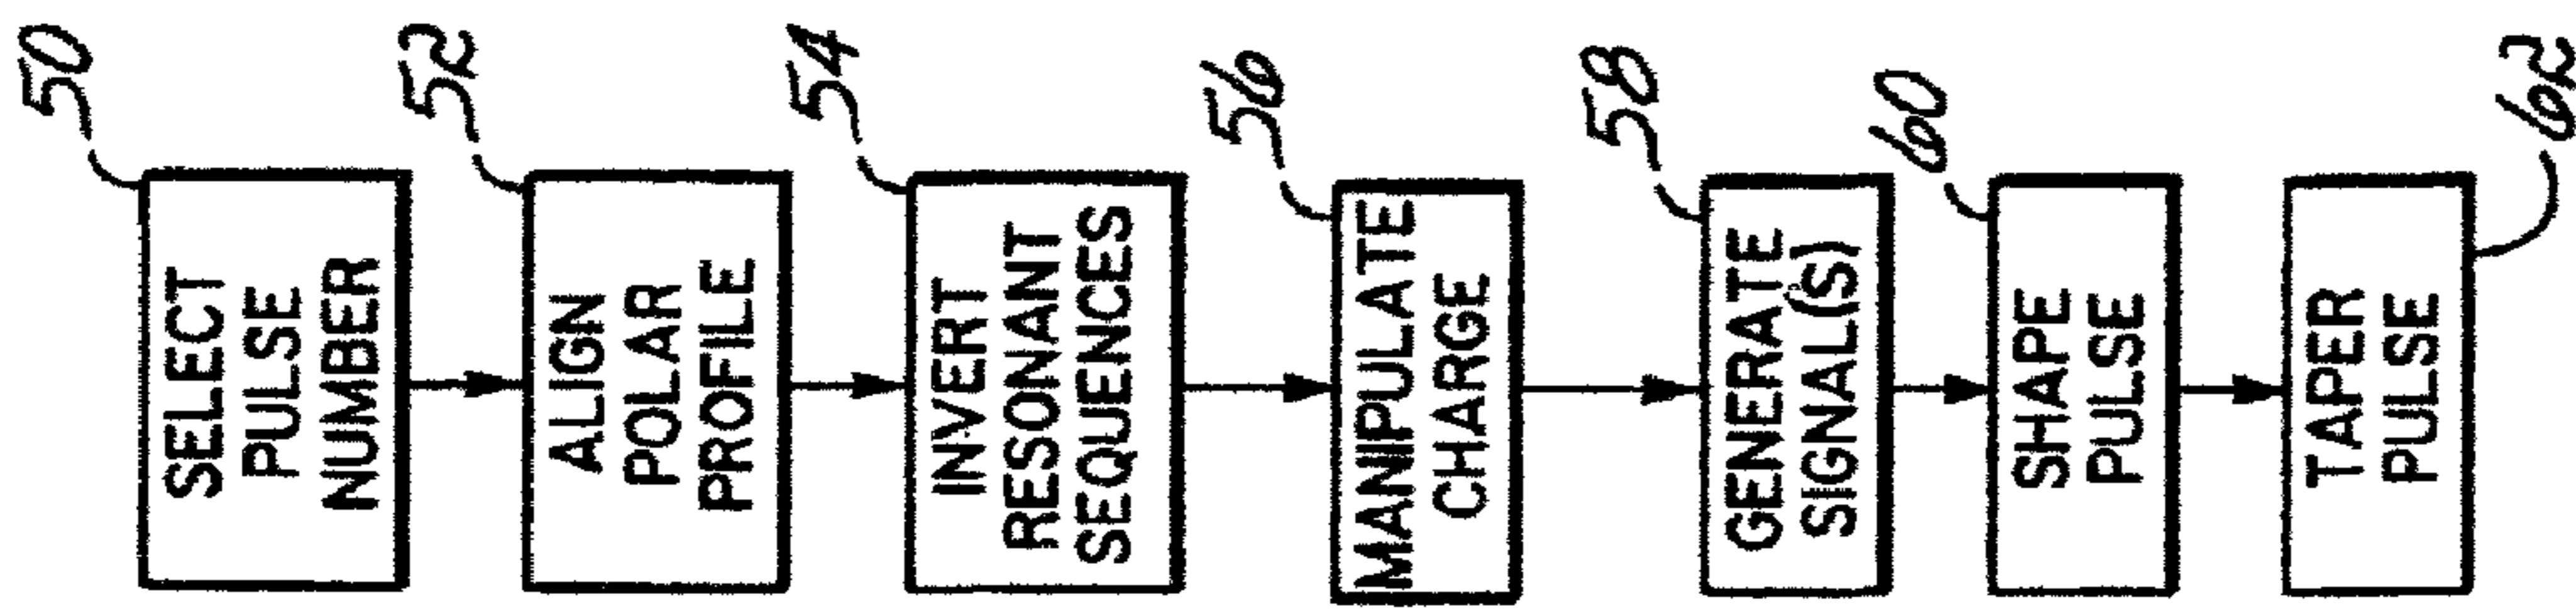 50
SELECT
PULSE
NUMBER
52
ALIGN
POLAR
PROFILE
54
INVERT
RESONANT
SEQUENCES
56
MANIPULATE
CHARGE
58
GENERATE
SIGNAL(S)
60
SHAPE
PULSE
62
TAPER
PULSE